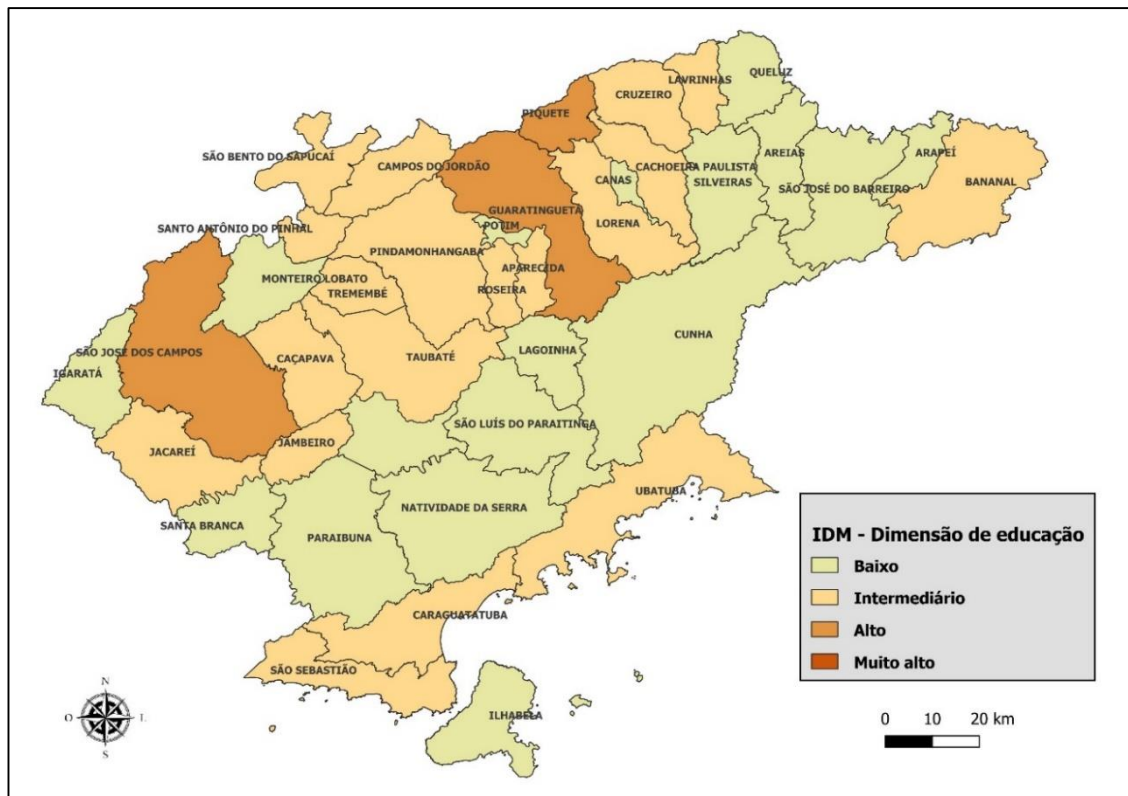 QUELUZ
LAVRINHAS
CRUZEIRO
PIQUETE
SÃO BENTO DO SAPUCAÍ
CAMPOS DO JORDÃO
CACHOEIRA PAULISTA
AREIAS
ARAPEÍ
CANAS
SILVEIRAS
SÃO JOSÉ DO BARREIRO
BANANAL
GUARATINGUETA
SANTO ANTÔNIO DO PINHAL
POTIM
LORENA
PINDAMONHANGABA
APARECIDA
MONTEIRO LOBATO
TREMEMBÉ
ROSEIRA
CUNHA
SÃO JOSE DOS CAMPOS
CAÇAPAVA
TAUBATÉ
LAGOINHA
IGARATÁ
SÃO LUÍS DO PARAITINGA
JAMBEIRO
JACAREÍ
UBATUBA
NATIVIDADE DA SERRA
SANTA BRANCA
PARAIBUNA
CARAGUATATUBA
SÃO SEBASTIÃO
ILHABELA
IDM - Dimensão de educação
Baixo
Intermediário
Alto
Muito alto
N
O L
S
0 10 20 km